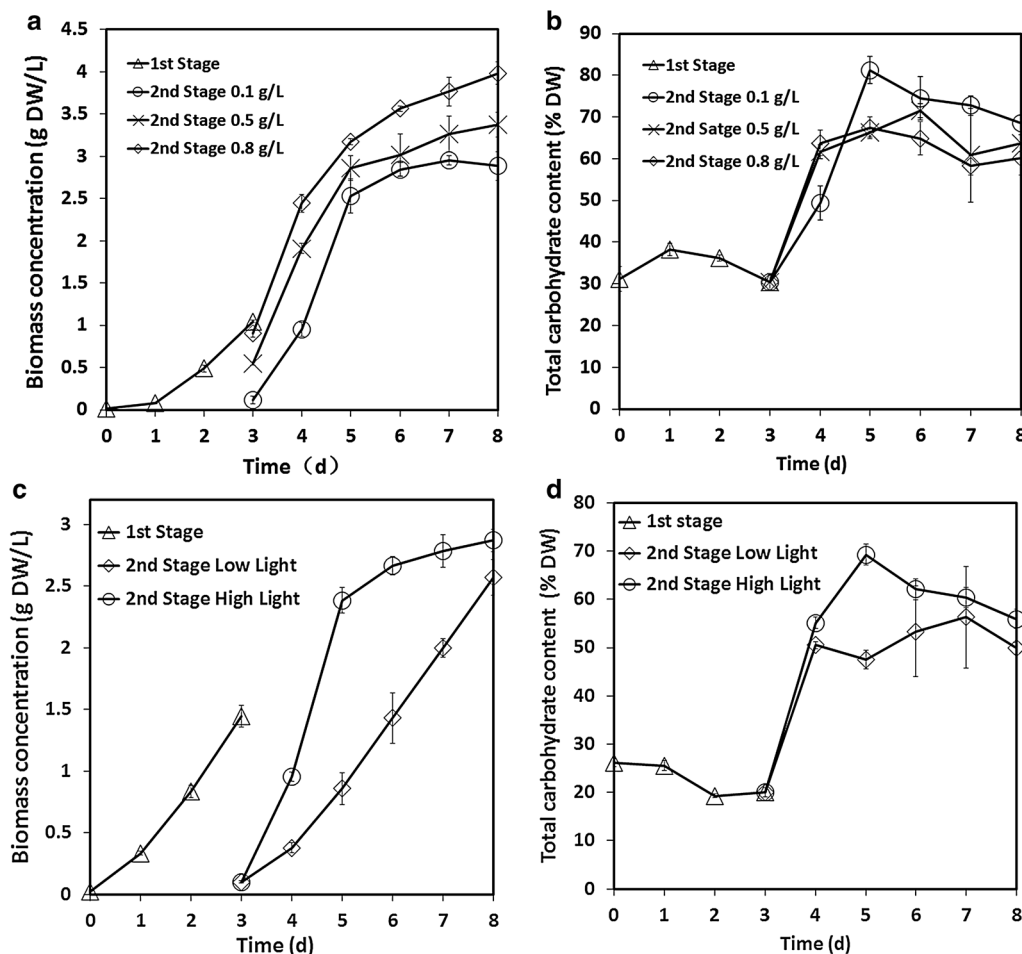 a
Biomass concentration (g DW/L)
4.5
4
3.5
3
2.5
2
1.5
1
0.5
0
1st Stage
2nd Stage 0.1 g/L
2nd Stage 0.5 g/L
2nd Stage 0.8 g/L
0 1 2 3 4 5 6 7 8
Time（d）
b
Total carbohydrate content (% DW)
90
80
70
60
50
40
30
20
10
0
1st Stage
2nd Stage 0.1 g/L
2nd Satge 0.5 g/L
2nd Stage 0.8 g/L
0 1 2 3 4 5 6 7 8
Time (d)
c
Biomass concentration (g DW/L)
3
2.5
2
1.5
1
0.5
0
1st Stage
2nd Stage Low Light
2nd Stage High Light
0 1 2 3 4 5 6 7 8
Time (d)
d
Total carbohydrate content (% DW)
80
70
60
50
40
30
20
10
0
1st stage
2nd Stage Low Light
2nd Stage High Light
0 1 2 3 4 5 6 7 8
Time (d)